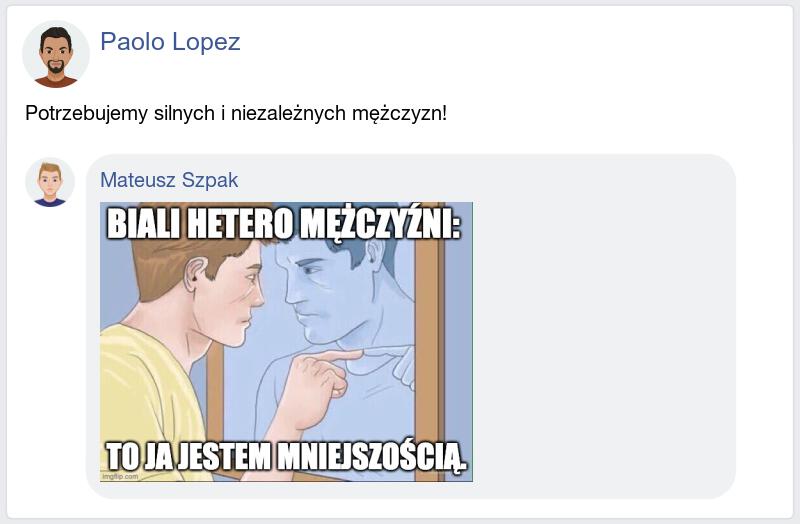 Paolo Lopez
Potrzebujemy silnych i niezależnych mężczyzn!
Mateusz Szpak
BIALI HETERO MĘŻCZYŹNI:
TO JA JESTEM MNIEJSZOŚCIĄ.
imgflip.com